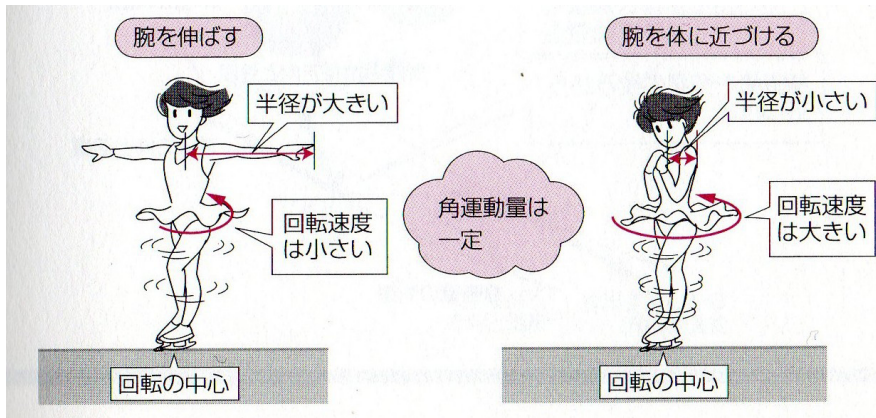 腕を伸ばす
半径が大きい
回転速度
は小さい
回転の中心
角運動量は
一定
腕を体に近づける
半径が小さい
回転速度
は大きい
回転の中心